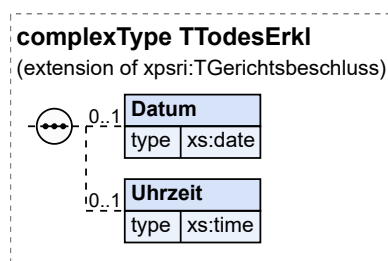 complexType TTodesErkl
(extension of xpsri:TGerichtsbeschluss)
0..1 Datum
type xs:date
0..1 Uhrzeit
type xs:time